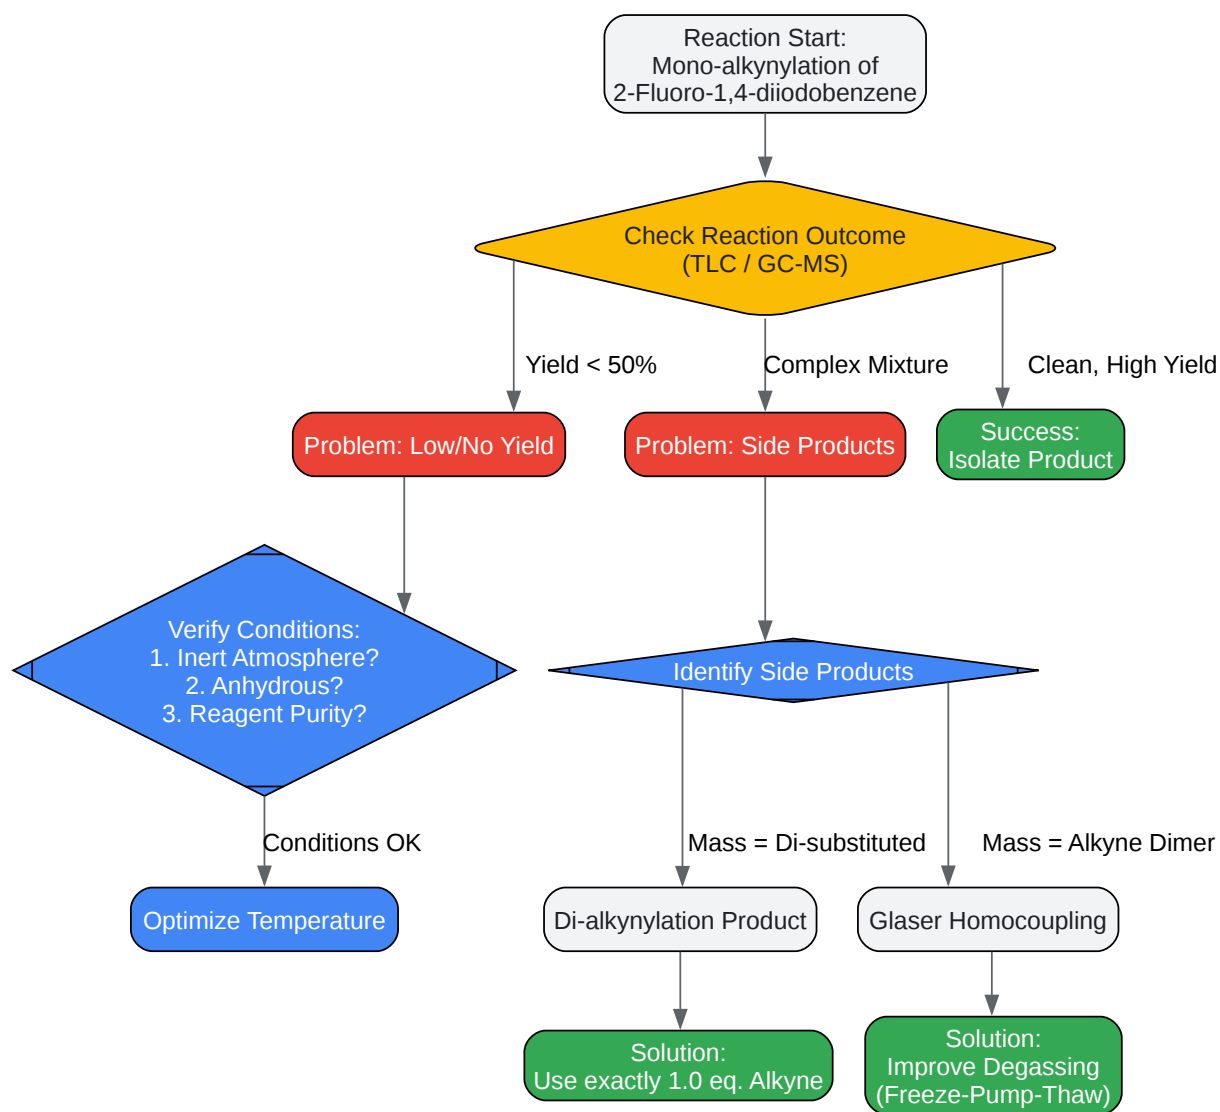 Reaction Start:
Mono-alkynylation of
2-Fluoro-1,4-diiodobenzene
Check Reaction Outcome
(TLC / GC-MS)
Yield < 50%
Complex Mixture
Clean, High Yield
Problem: Low/No Yield
Problem: Side Products
Success:
Isolate Product
Verify Conditions:
1. Inert Atmosphere?
2. Anhydrous?
3. Reagent Purity?
Identify Side Products
Conditions OK
Mass = Di-substituted
Mass = Alkyne Dimer
Optimize Temperature
Di-alkynylation Product
Glaser Homocoupling
Solution:
Use exactly 1.0 eq. Alkyne
Solution:
Improve Degassing
(Freeze-Pump-Thaw)